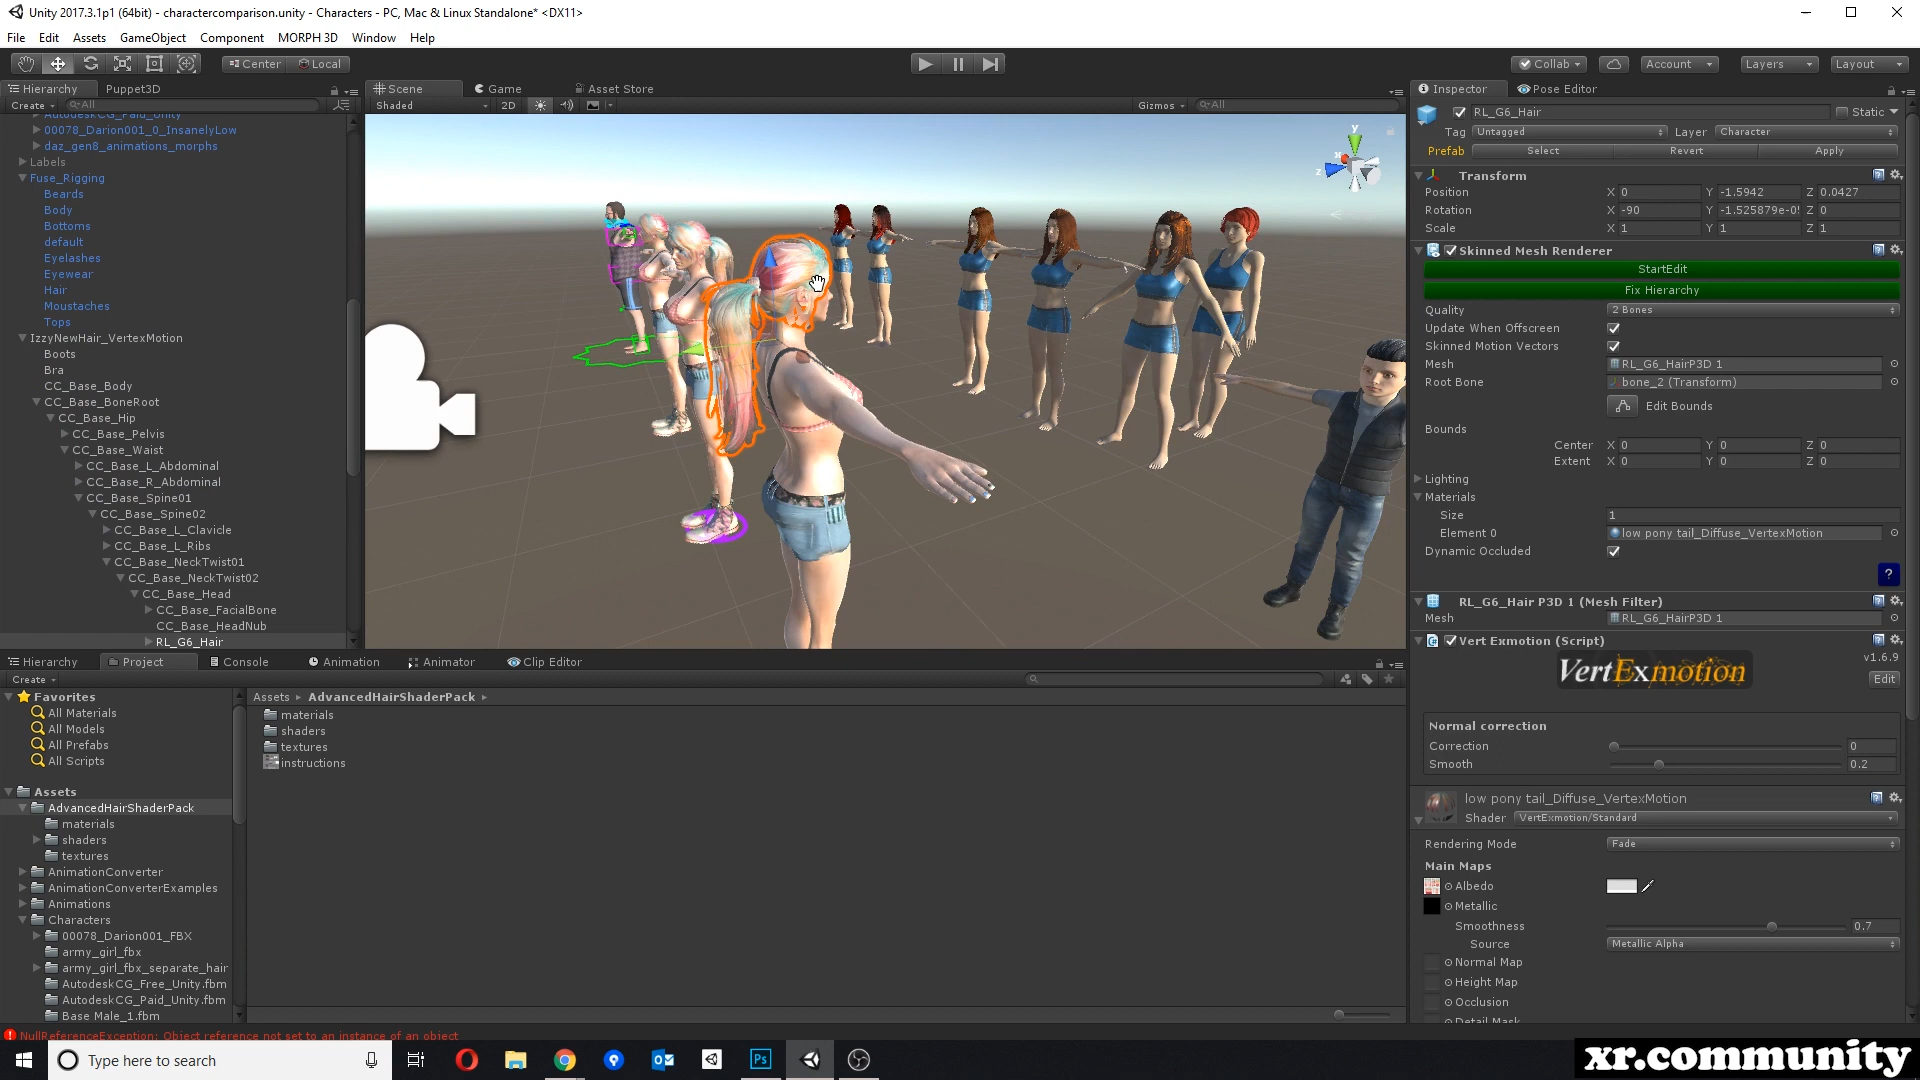 Unity 2017.3.1p1 (64bit) - charactercomparison.unity - Characters - PC, Mac & Linux Standalone* <DX11>
File Edit Assets GameObject Component MORPH 3D Window Help
Center Local
Collab Account Layers Layout
Hierarchy Puppet3D
Create All
AutodeskCG_Paid_Unity
00078_Darion001_0_InsanelyLow
daz_gen8_animations_morphs
Labels
Fuse_Rigging
Beards
Body
Bottoms
default
Eyelashes
Eyewear
Hair
Moustaches
Tops
IzzyNewHair_VertexMotion
Boots
Bra
CC_Base_Body
CC_Base_BoneRoot
CC_Base_Hip
CC_Base_Pelvis
CC_Base_Waist
CC_Base_L_Abdominal
CC_Base_R_Abdominal
CC_Base_Spine01
CC_Base_Spine02
CC_Base_L_Clavicle
CC_Base_L_Ribs
CC_Base_NeckTwist01
CC_Base_NeckTwist02
CC_Base_Head
CC_Base_FacialBone
CC_Base_HeadNub
RL_G6_Hair
Scene Game Asset Store
Shaded 2D Gizmos All
y
x
z
Inspector Pose Editor
RL_G6_Hair Static
Tag Untagged Layer Character
Prefab Select Revert Apply
Transform
Position X 0 Y -1.5942 Z 0.0427
Rotation X -90 Y -1.525879e-0 Z 0
Scale X 1 Y 1 Z 1
Skinned Mesh Renderer
StartEdit
Fix Hierarchy
Quality 2 Bones
Update When Offscreen
Skinned Motion Vectors
Mesh RL_G6_HairP3D 1
Root Bone bone_2 (Transform)
Edit Bounds
Bounds
Center X 0 Y 0 Z 0
Extent X 0 Y 0 Z 0
Lighting
Materials
Size 1
Element 0 low pony tail_Diffuse_VertexMotion
Dynamic Occluded
?
RL_G6_Hair P3D 1 (Mesh Filter)
Mesh RL_G6_HairP3D 1
Vert Exmotion (Script)
v1.6.9
VertExmotion
Edit
Normal correction
Correction 0
Smooth 0.2
low pony tail_Diffuse_VertexMotion
Shader VertExmotion/Standard
Rendering Mode Fade
Main Maps
Albedo
Metallic
Smoothness 0.7
Source Metallic Alpha
Normal Map
Height Map
Occlusion
Detail Mask
Hierarchy Project Console Animation Animator Clip Editor
Create
Favorites
All Materials
All Models
All Prefabs
All Scripts
Assets
AdvancedHairShaderPack
materials
shaders
textures
AnimationConverter
AnimationConverterExamples
Animations
Characters
00078_Darion001_FBX
army_girl_fbx
army_girl_fbx_separate_hair
AutodeskCG_Free_Unity.fbm
AutodeskCG_Paid_Unity.fbm
Base Male_1.fbm
Assets AdvancedHairShaderPack
materials
shaders
textures
instructions
NullReferenceException: Object reference not set to an instance of an object
Type here to search
Ps
xr.community